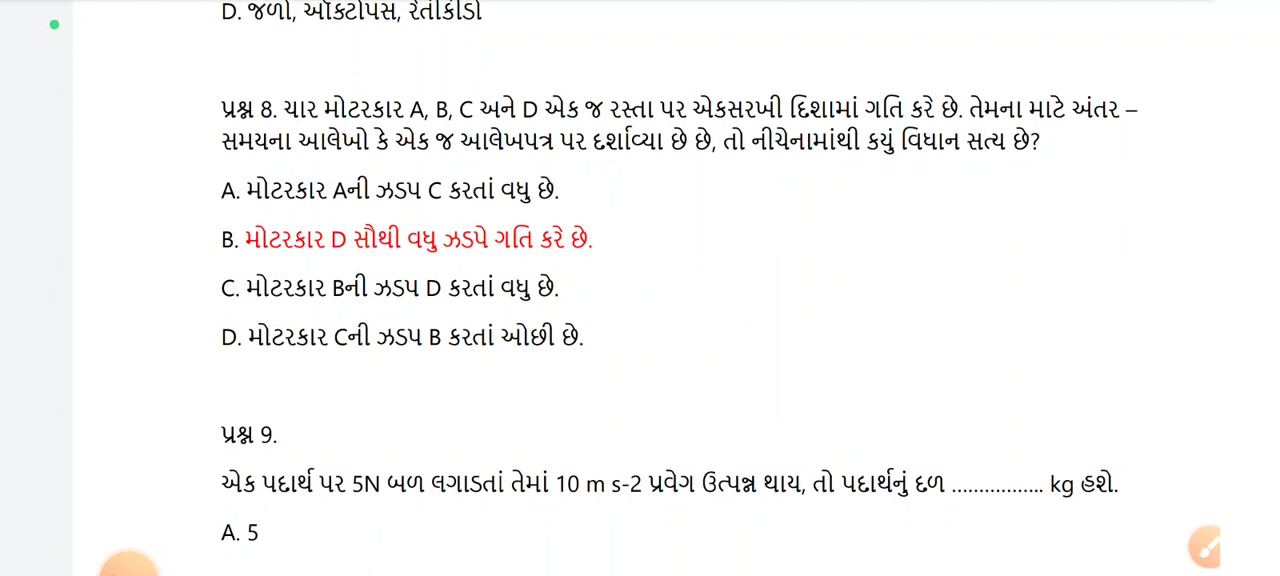 D. જળો, ઑક્ટોપસ, રેતીકીડો
પ્રશ્ન 8. ચાર મોટરકાર A, B, C અને D એક જ રસ્તા પર એકસરખી દિશામાં ગતિ કરે છે. તેમના માટે અંતર –
સમયના આલેખો કે એક જ આલેખપત્ર પર દર્શાવ્યા છે છે, તો નીચેનામાંથી કયું વિધાન સત્ય છે?
A. મોટરકાર Aની ઝડપ C કરતાં વધુ છે.
B. મોટરકાર D સૌથી વધુ ઝડપે ગતિ કરે છે.
C. મોટરકાર Bની ઝડપ D કરતાં વધુ છે.
D. મોટરકાર Cની ઝડપ B કરતાં ઓછી છે.
પ્રશ્ન 9.
એક પદાર્થ પર 5N બળ લગાડતાં તેમાં 10 m s-2 પ્રવેગ ઉત્પન્ન થાય, તો પદાર્થનું દળ ................. kg હશે.
A. 5